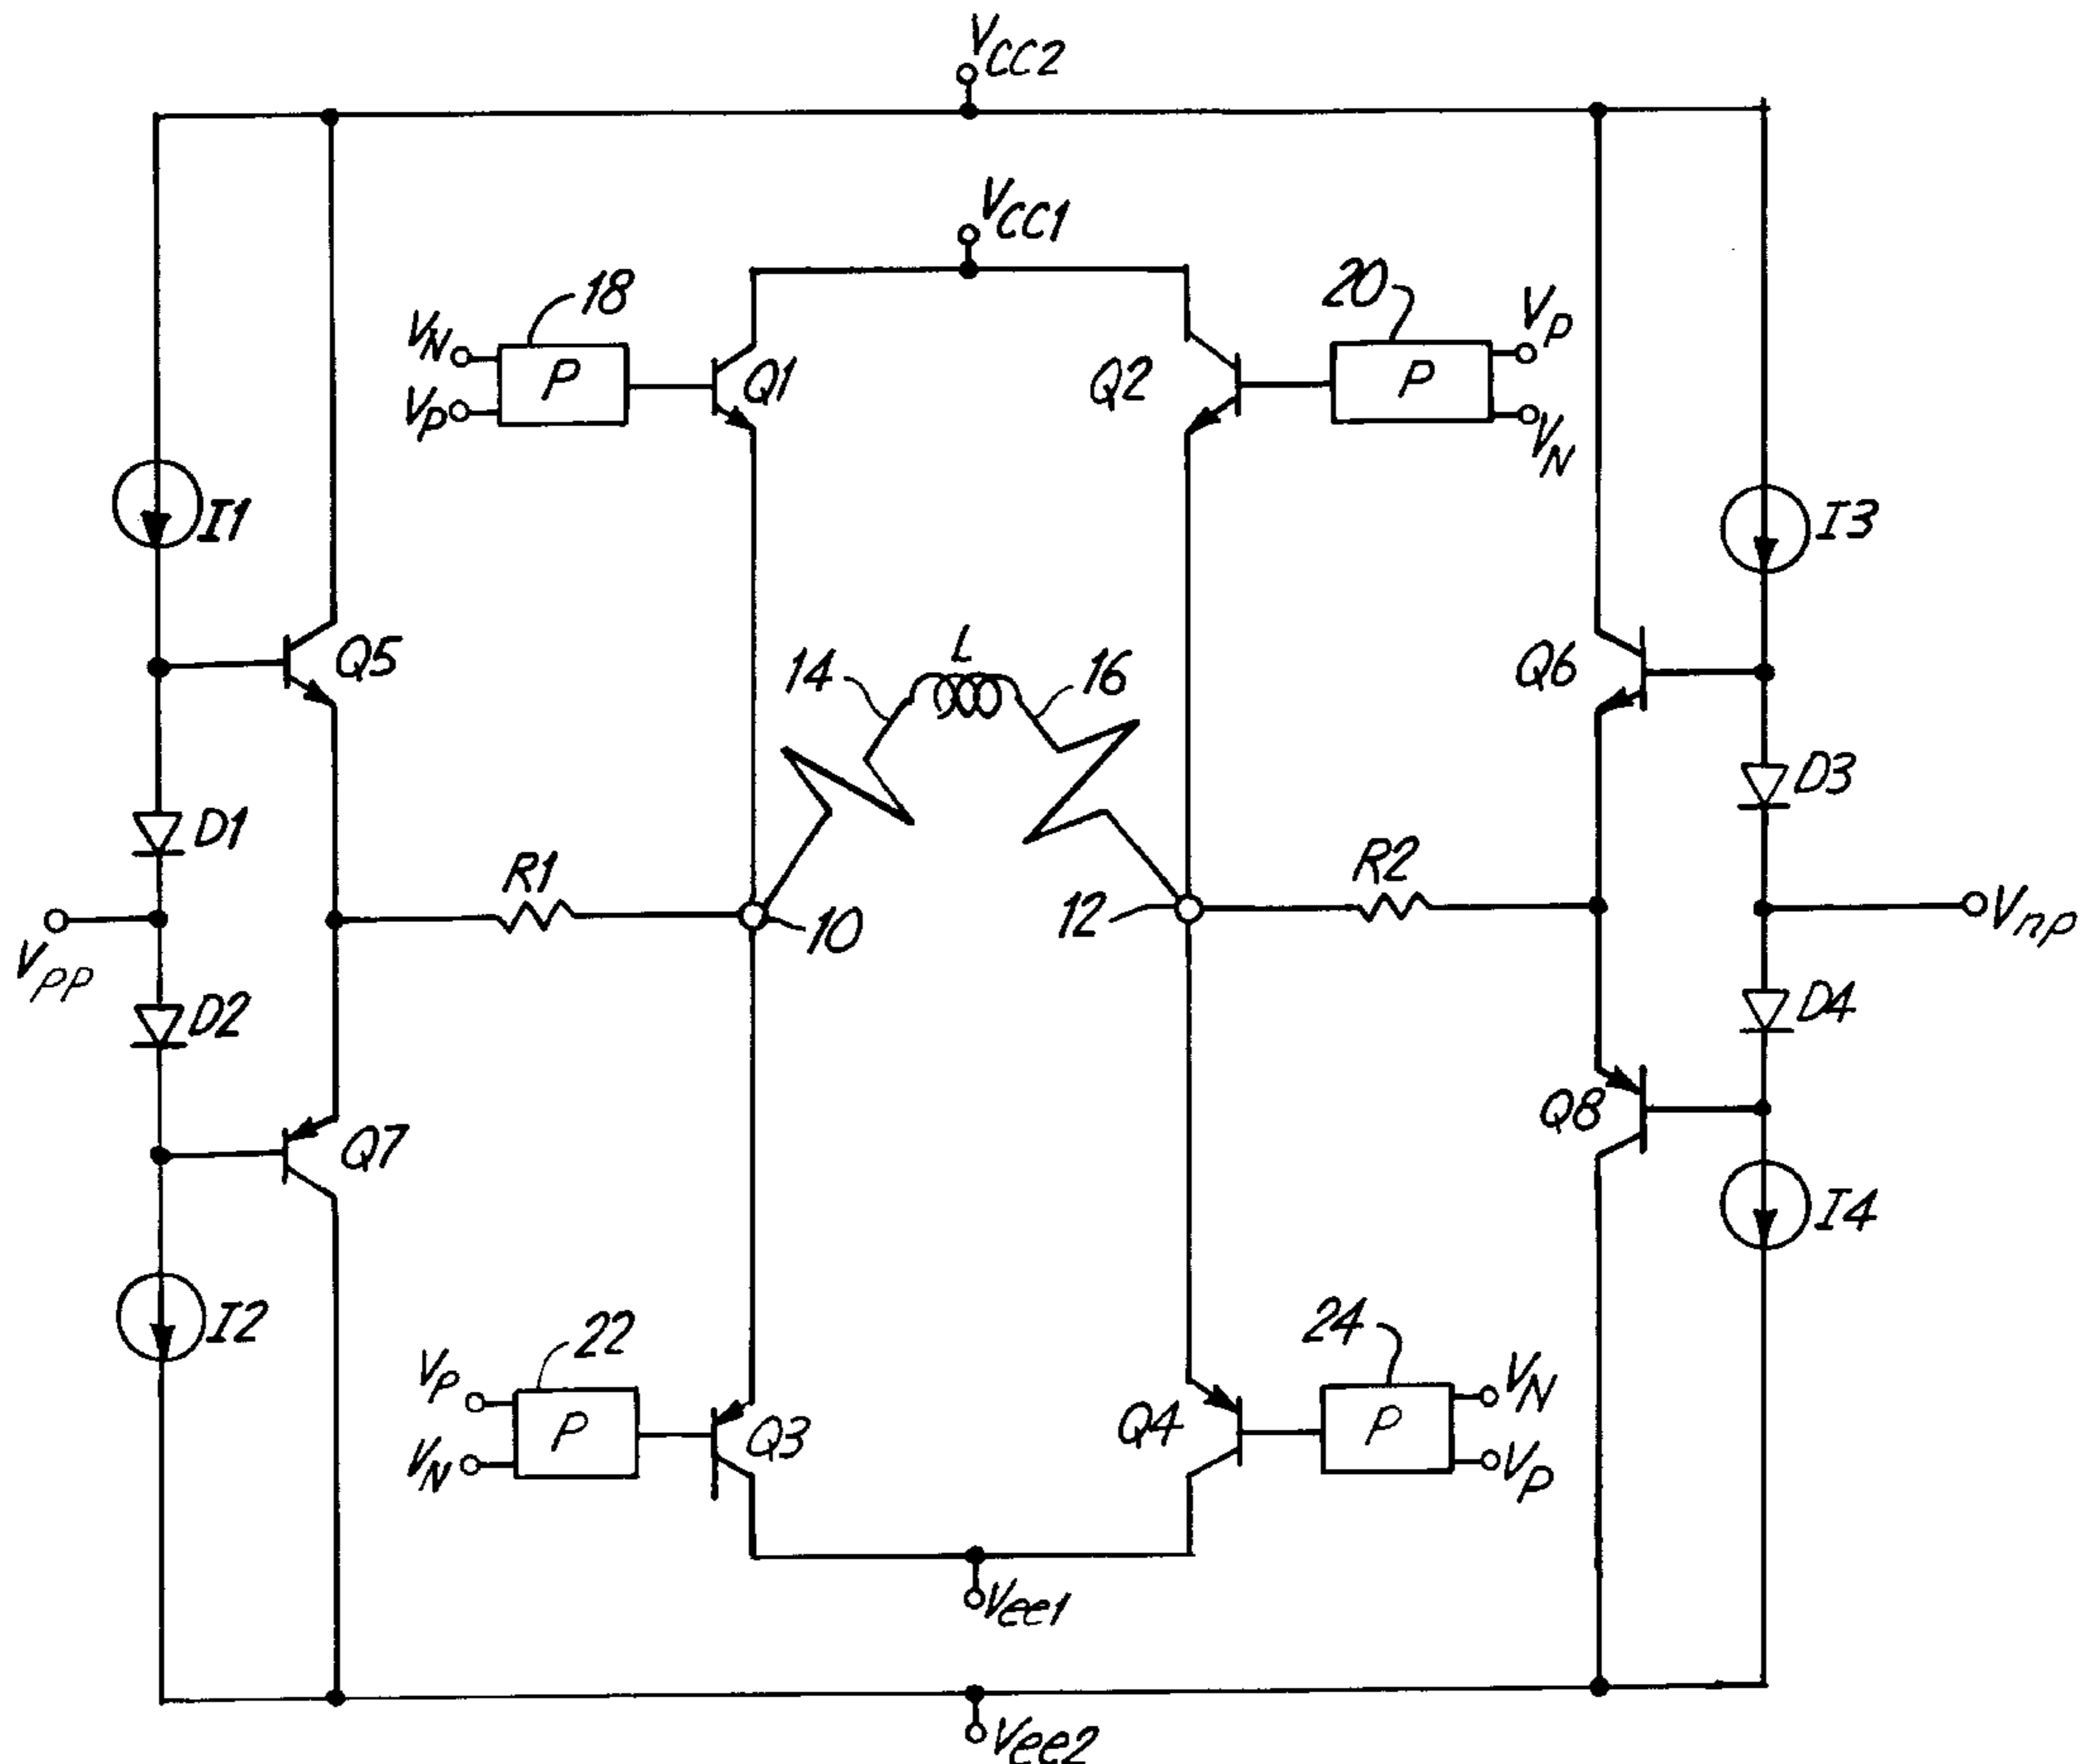 VCC2
VCC1
18
20
VN
VP
P
Q1
Q2
P
VP
VN
I1
I3
Q5
14
L
16
Q6
D1
D3
R1
R2
10
12
Vpp
Vnp
D2
D4
Q7
Q8
I2
I4
22
24
VP
VN
P
Q3
Q4
P
VN
VP
Vee1
Vee2